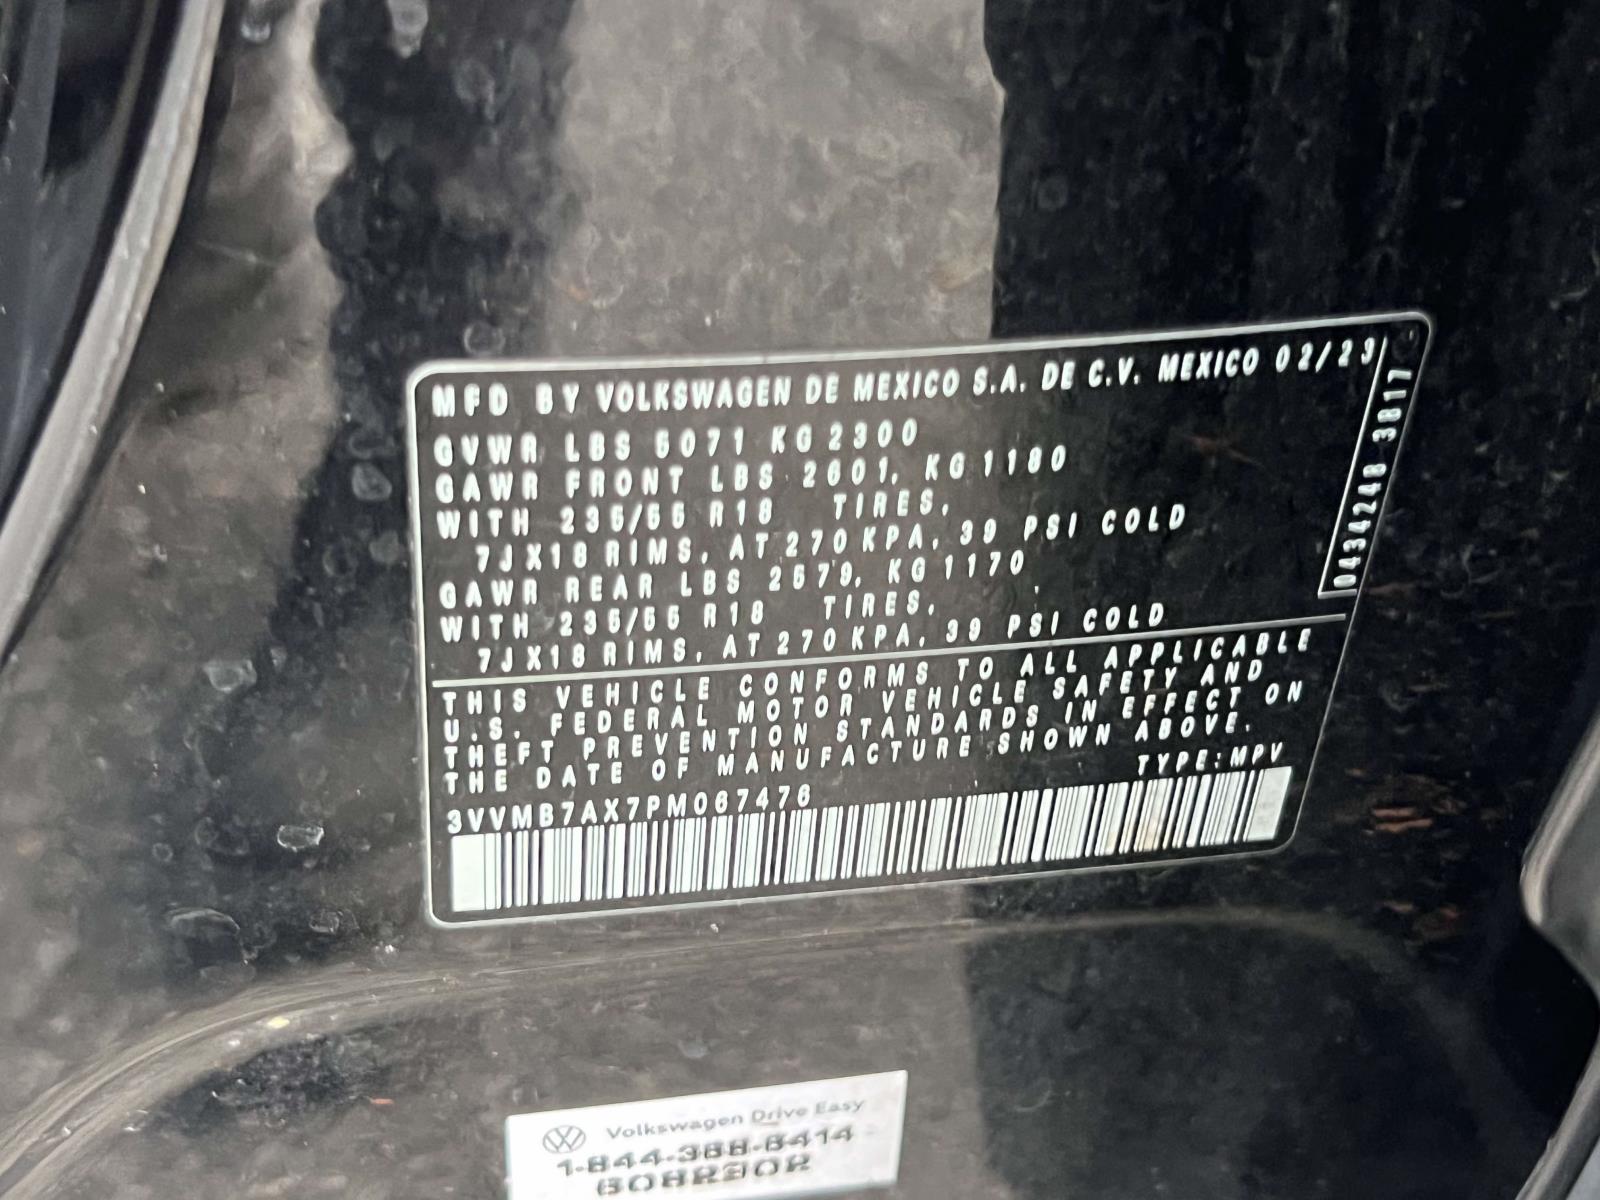 MFD BY VOLKSWAGEN DE MEXICO S.A. DE C.V. MEXICO 02/23
GVWR LBS 5071 KG 2300
GAWR FRONT LBS 2601, KG 1180
WITH 235/55 R18 TIRES,
7JX18 RIMS, AT 270 KPA, 39 PSI COLD
GAWR REAR LBS 2579, KG 1170
WITH 235/55 R18 TIRES,
7JX18 RIMS, AT 270 KPA, 39 PSI COLD
0434248 3817
THIS VEHICLE CONFORMS TO ALL APPLICABLE
U.S. FEDERAL MOTOR VEHICLE SAFETY AND
THEFT PREVENTION STANDARDS IN EFFECT ON
THE DATE OF MANUFACTURE SHOWN ABOVE.
TYPE: MPV
3VVMB7AX7PM067476
Volkswagen Drive Easy